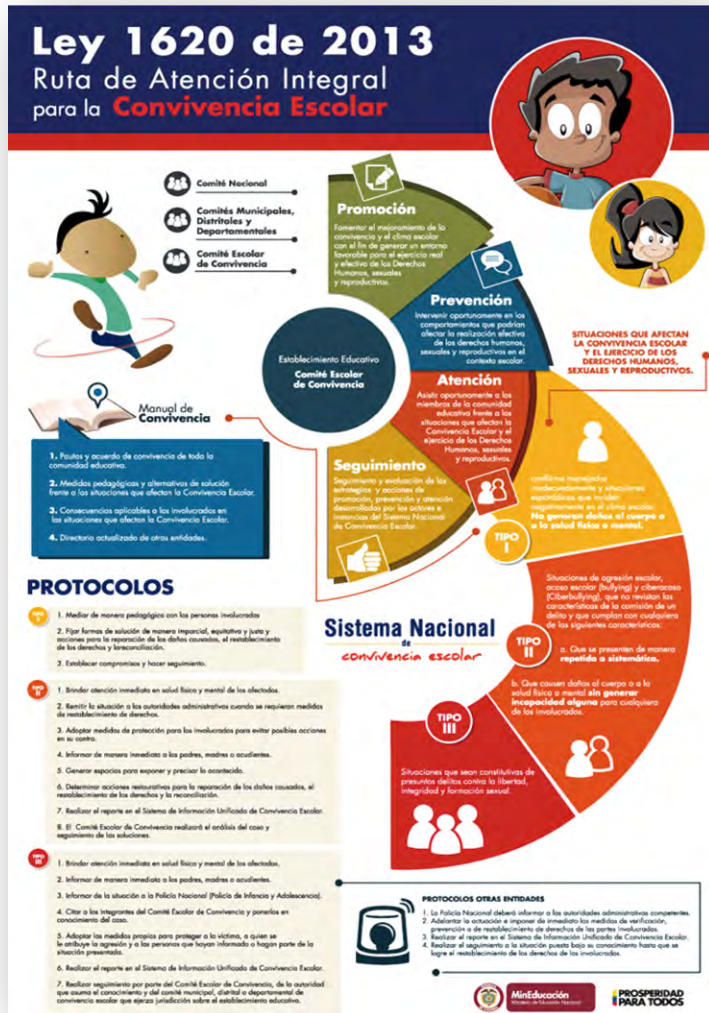 Ley 1620 de 2013
Ruta de Atención Integral
para la Convivencia Escolar
Comité Nacional
Comités Municipales,
Distritales y
Departamentales
Comité Escolar
de Convivencia
Promoción
Fomentar el mejoramiento de la
convivencia y el clima escolar
con el fin de generar un entorno
favorable para el ejercicio real
y efectivo de los Derechos
Humanos, sexuales
y reproductivos.
Prevención
Intervenir oportunamente en los
comportamientos que podrían
afectar la realización efectiva
de los derechos humanos,
sexuales y reproductivos en el
contexto escolar.
Establecimiento Educativo
Comité Escolar
de Convivencia
Atención
Asistir oportunamente a los
miembros de la comunidad
educativa frente a las
situaciones que afectan la
Convivencia Escolar y el
ejercicio de los Derechos
Humanos, sexuales
y reproductivos.
Seguimiento
Seguimiento y evaluación de las
estrategias y acciones de
promoción, prevención y atención
desarrolladas por los actores e
instancias del Sistema Nacional
de Convivencia Escolar.
SITUACIONES QUE AFECTAN
LA CONVIVENCIA ESCOLAR
Y EL EJERCICIO DE LOS
DERECHOS HUMANOS,
SEXUALES Y REPRODUCTIVOS.
Manual de
Convivencia
1. Pautas y acuerdo de convivencia de toda la
comunidad educativa.
2. Medidas pedagógicas y alternativas de solución
frente a las situaciones que afectan la Convivencia Escolar.
3. Consecuencias aplicables a los involucrados en
las situaciones que afectan la Convivencia Escolar.
4. Directorio actualizado de otras entidades.
TIPO
I
conflictos manejados
inadecuadamente y situaciones
esporádicas que inciden
negativamente en el clima escolar.
No generan daños al cuerpo o
a la salud física o mental.
TIPO
II
Situaciones de agresión escolar,
acoso escolar (bullying) y ciberacoso
(Ciberbullying), que no revistan las
características de la comisión de un
delito y que cumplan con cualquiera
de las siguientes características:
a. Que se presenten de manera
repetida o sistemática.
b. Que causen daños al cuerpo o a la
salud física o mental sin generar
incapacidad alguna para cualquiera
de los involucrados.
TIPO
III
Situaciones que sean constitutivas de
presuntos delitos contra la libertad,
integridad y formación sexual.
Sistema Nacional
de
convivencia escolar
PROTOCOLOS
TIPO
I
1. Mediar de manera pedagógica con las personas involucradas
2. Fijar formas de solución de manera imparcial, equitativa y justa y
acciones para la reparación de los daños causados, el restablecimiento
de los derechos y la reconciliación.
3. Establecer compromisos y hacer seguimiento.
TIPO
II
1. Brindar atención inmediata en salud física y mental de los afectados.
2. Remitir la situación a las autoridades administrativas cuando se requieran medidas
de restablecimiento de derechos.
3. Adoptar medidas de protección para los involucrados para evitar posibles acciones
en su contra.
4. Informar de manera inmediata a los padres, madres o acudientes.
5. Generar espacios para exponer y precisar lo acontecido.
6. Determinar acciones restaurativas para la reparación de los daños causados, el
restablecimiento de los derechos y la reconciliación.
7. Realizar el reporte en el Sistema de Información Unificado de Convivencia Escolar.
8. El Comité Escolar de Convivencia realizará el análisis del caso y
seguimiento de las soluciones.
TIPO
III
1. Brindar atención inmediata en salud física y mental de los afectados.
2. Informar de manera inmediata a los padres, madres o acudientes.
3. Informar de la situación a la Policía Nacional (Policía de Infancia y Adolescencia).
4. Citar a los integrantes del Comité Escolar de Convivencia y ponerlos en
conocimiento del caso.
5. Adoptar las medidas propias para proteger a la víctima, a quien se
le atribuye la agresión y a las personas que hayan informado o hagan parte de la
situación presentada.
6. Realizar el reporte en el Sistema de Información Unificado de Convivencia Escolar.
7. Realizar seguimiento por parte del Comité Escolar de Convivencia, de la autoridad
que asuma el conocimiento y del comité municipal, distrital o departamental de
convivencia escolar que ejerza jurisdicción sobre el establecimiento educativo.
PROTOCOLOS OTRAS ENTIDADES
1. La Policía Nacional deberá informar a las autoridades administrativas competentes.
2. Adelantar la actuación e imponer de inmediato las medidas de verificación,
prevención o de restablecimiento de derechos de las partes involucradas.
3. Realizar el reporte en el Sistema de Información Unificado de Convivencia Escolar.
4. Realizar el seguimiento a la situación puesta bajo su conocimiento hasta que se
logre el restablecimiento de los derechos de los involucrados.
MinEducación
Ministerio de Educación Nacional
PROSPERIDAD
PARA TODOS